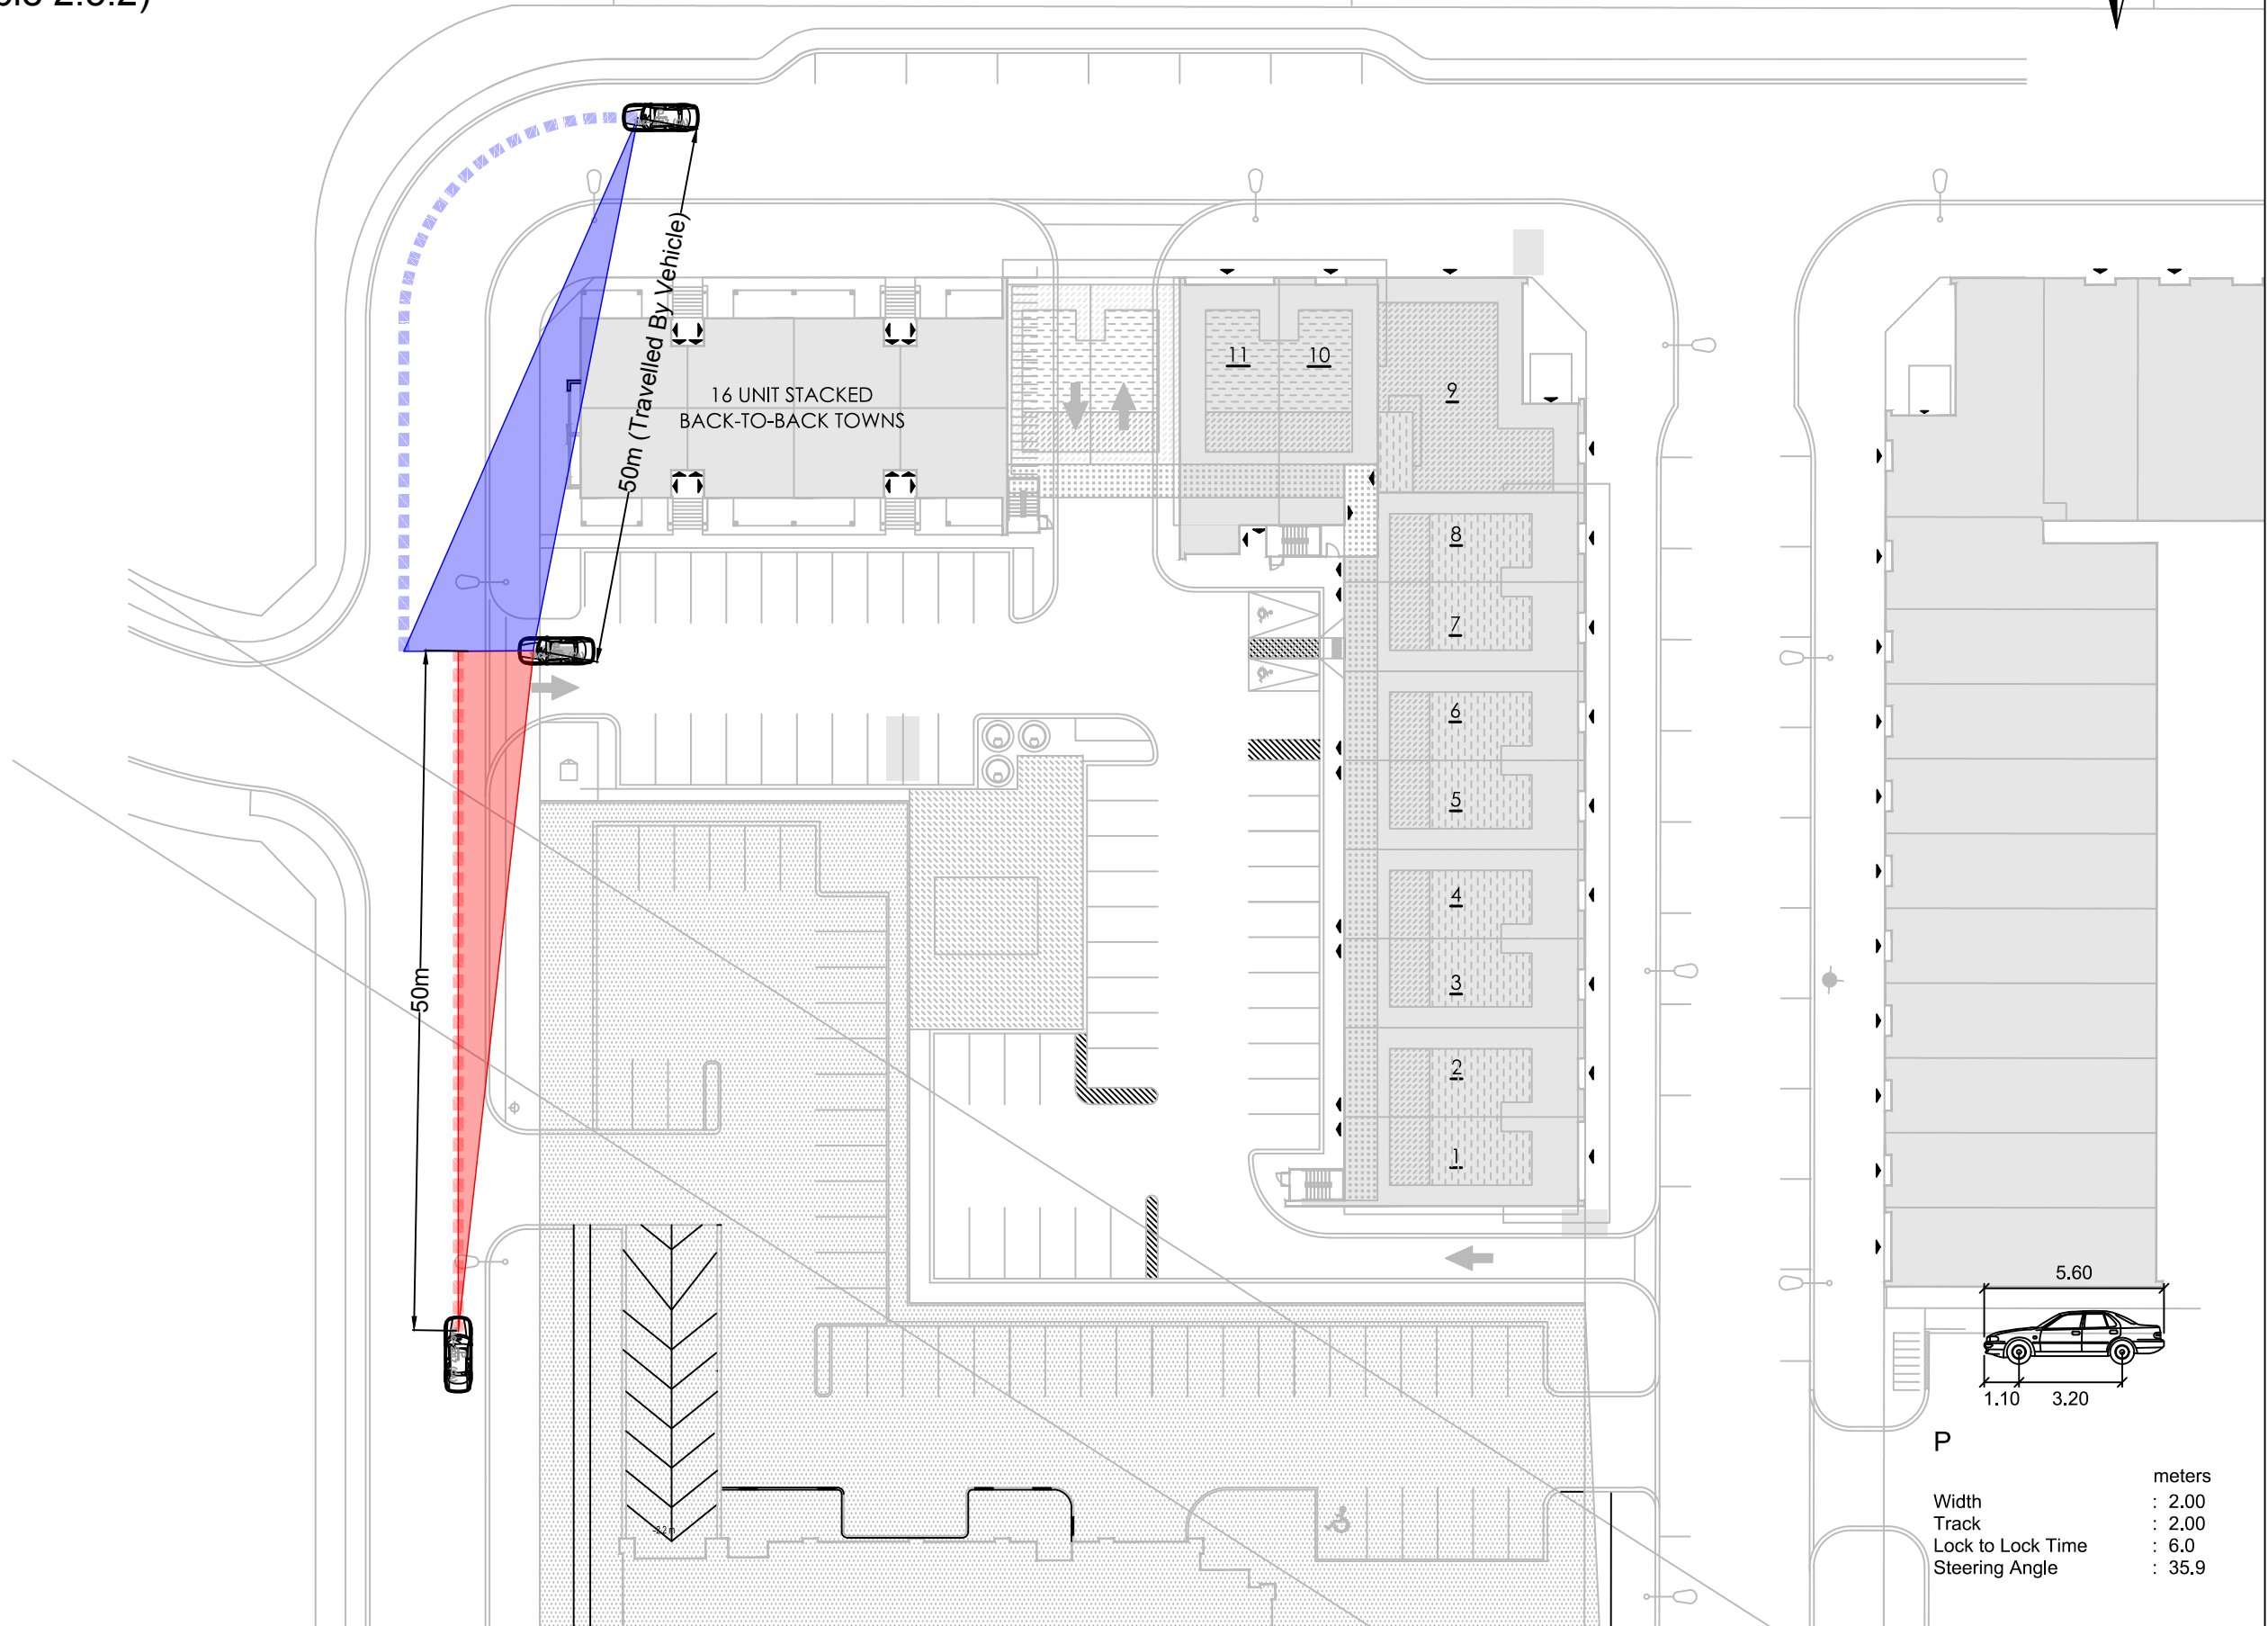 50m (Travelled By Vehicle)
16 UNIT STACKED
BACK-TO-BACK TOWNS
11
10
9
8
7
6
5
4
3
2
1
50m
5.60
1.10
3.20
P
meters
Width : 2.00
Track : 2.00
Lock to Lock Time : 6.0
Steering Angle : 35.9